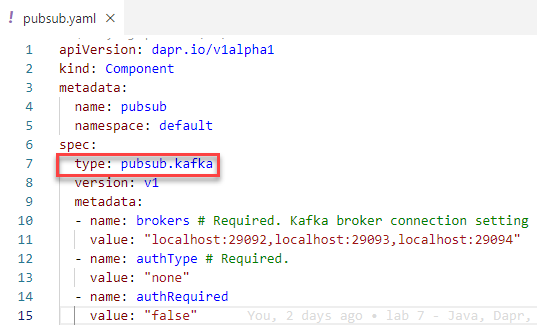 ! pubsub.yaml ×
1 apiVersion: dapr.io/v1alpha1
2 kind: Component
3 metadata:
4 name: pubsub
5 namespace: default
6 spec:
7 type: pubsub.kafka
8 version: v1
9 metadata:
10 - name: brokers # Required. Kafka broker connection setting
11 value: "localhost:29092,localhost:29093,localhost:29094"
12 - name: authType # Required.
13 value: "none"
14 - name: authRequired
15 value: "false" You, 2 days ago • lab 7 - Java, Dapr,